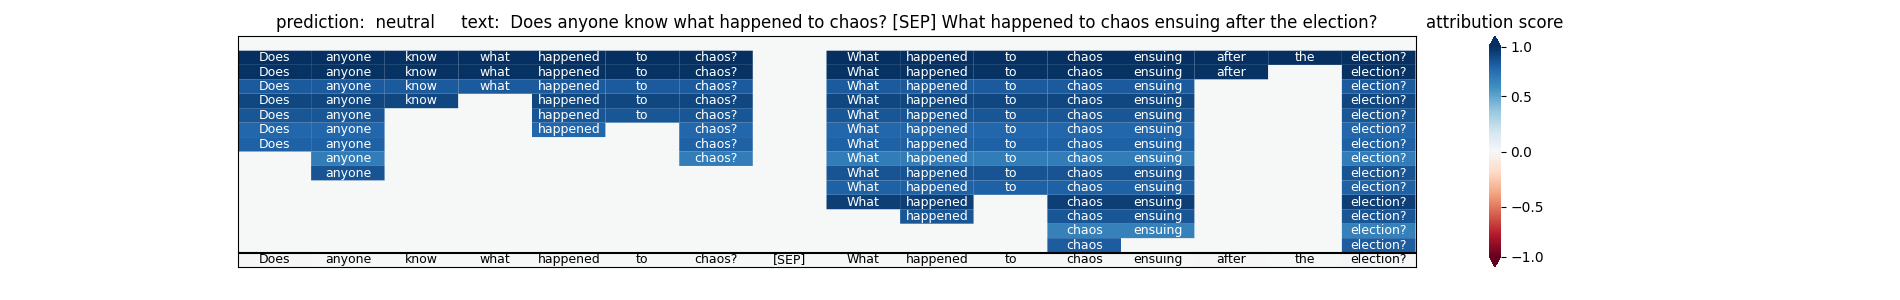 prediction: neutral text: Does anyone know what happened to chaos? [SEP] What happened to chaos ensuing after the election? attribution score
Does anyone know what happened to chaos? What happened to chaos ensuing after the election? 1.0
Does anyone know what happened to chaos? What happened to chaos ensuing after election?
Does anyone know what happened to chaos? What happened to chaos ensuing election?
Does anyone know happened to chaos? What happened to chaos ensuing election? 0.5
Does anyone happened to chaos? What happened to chaos ensuing election?
Does anyone happened chaos? What happened to chaos ensuing election?
Does anyone chaos? What happened to chaos ensuing election?
anyone chaos? What happened to chaos ensuing election? 0.0
anyone What happened to chaos ensuing election?
What happened to chaos ensuing election?
What happened chaos ensuing election? −0.5
happened chaos ensuing election?
chaos ensuing election?
chaos election?
Does anyone know what happened to chaos? [SEP] What happened to chaos ensuing after the election? −1.0